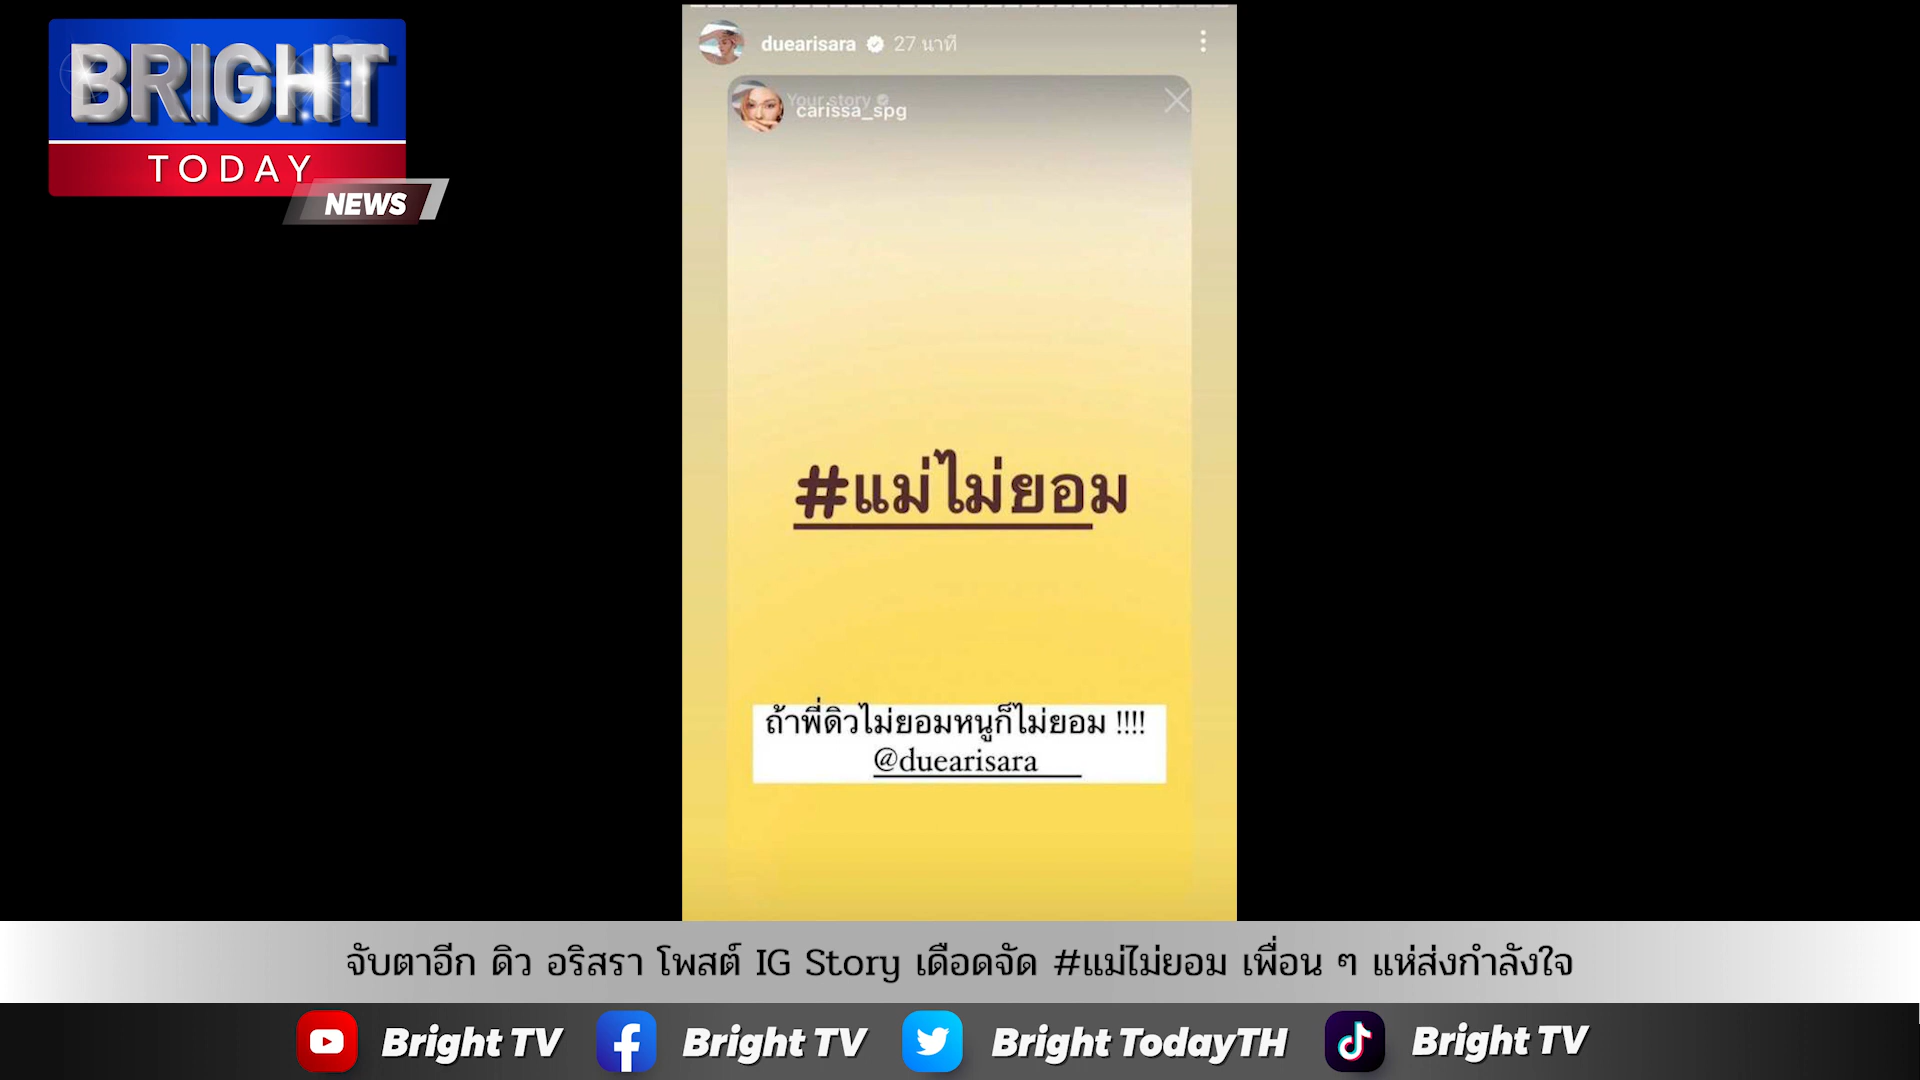 BRIGHT
TODAY
NEWS
duearisara 27 นาที
Your story
carissa_spg
#แม่ไม่ยอม
ถ้าพี่ดิวไม่ยอมหนูก็ไม่ยอม !!!!
@duearisara
จับตาอีก ดิว อริสรา โพสต์ IG Story เดือดจัด #แม่ไม่ยอม เพื่อน ๆ แห่ส่งกำลังใจ
Bright TV Bright TV Bright TodayTH Bright TV